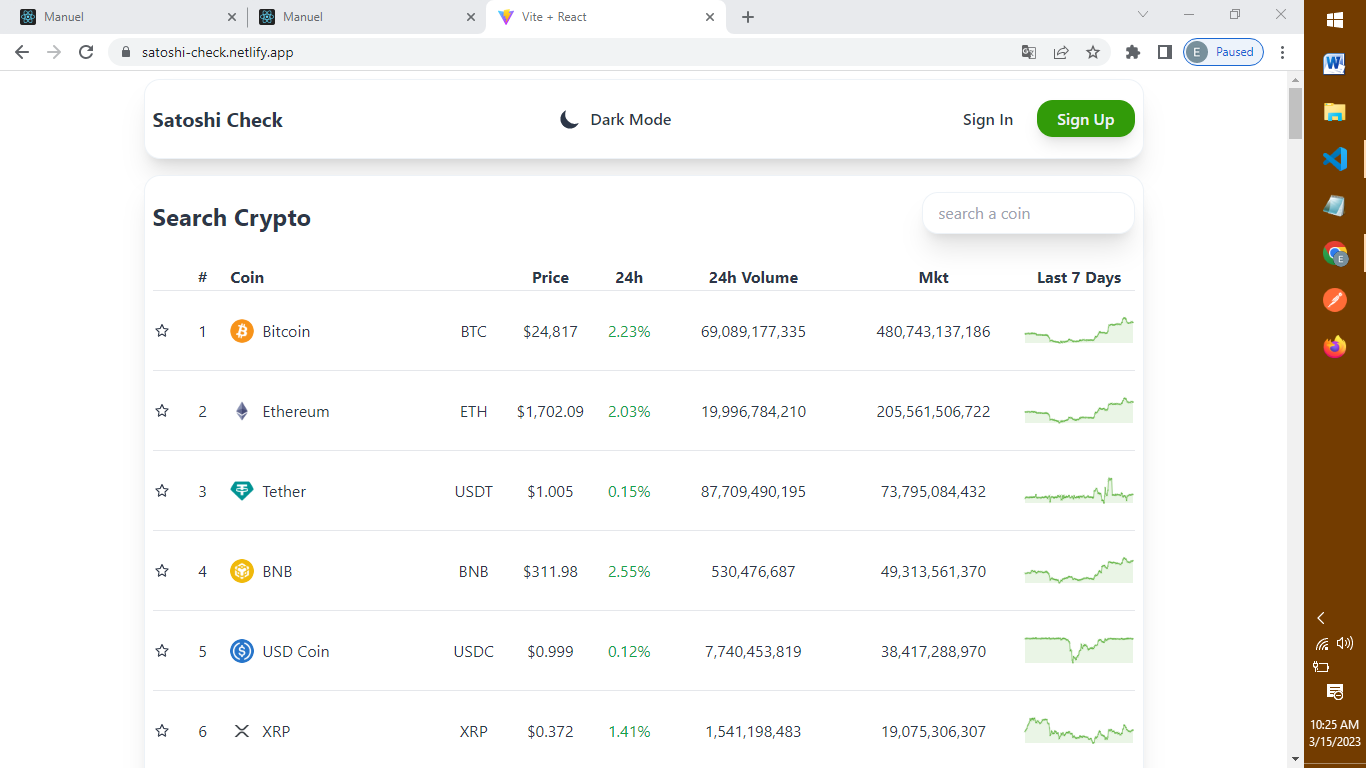 Manuel
Manuel
Vite + React
satoshi-check.netlify.app
E Paused
Satoshi Check
Dark Mode
Sign In
Sign Up
Search Crypto
search a coin
# Coin Price 24h 24h Volume Mkt Last 7 Days
1 Bitcoin BTC $24,817 2.23% 69,089,177,335 480,743,137,186
2 Ethereum ETH $1,702.09 2.03% 19,996,784,210 205,561,506,722
3 Tether USDT $1.005 0.15% 87,709,490,195 73,795,084,432
4 BNB BNB $311.98 2.55% 530,476,687 49,313,561,370
5 USD Coin USDC $0.999 0.12% 7,740,453,819 38,417,288,970
6 XRP XRP $0.372 1.41% 1,541,198,483 19,075,306,307
10:25 AM
3/15/2023